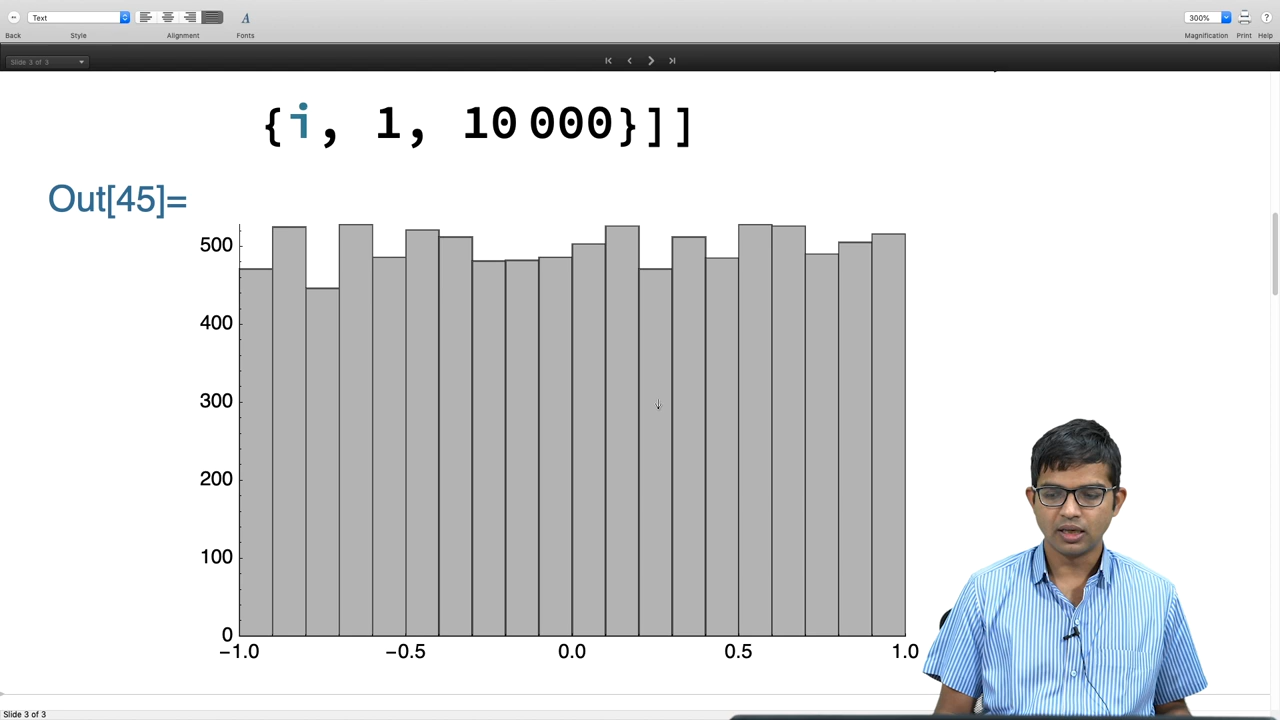 Text
300%
Back
Style
Alignment
Fonts
Magnification
Print
Help
Slide 3 of 3
{i, 1, 10 000}]]
Out[45]=
500
400
300
200
100
0
−1.0 −0.5 0.0 0.5 1.0
Slide 3 of 3